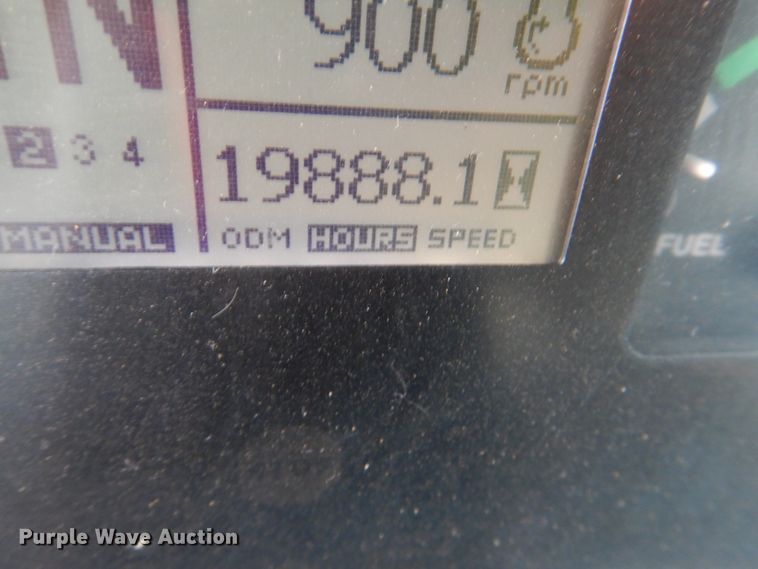 N
900
rpm
2 3 4
19888.1
MANUAL
ODM HOURS SPEED
FUEL
Purple Wave Auction